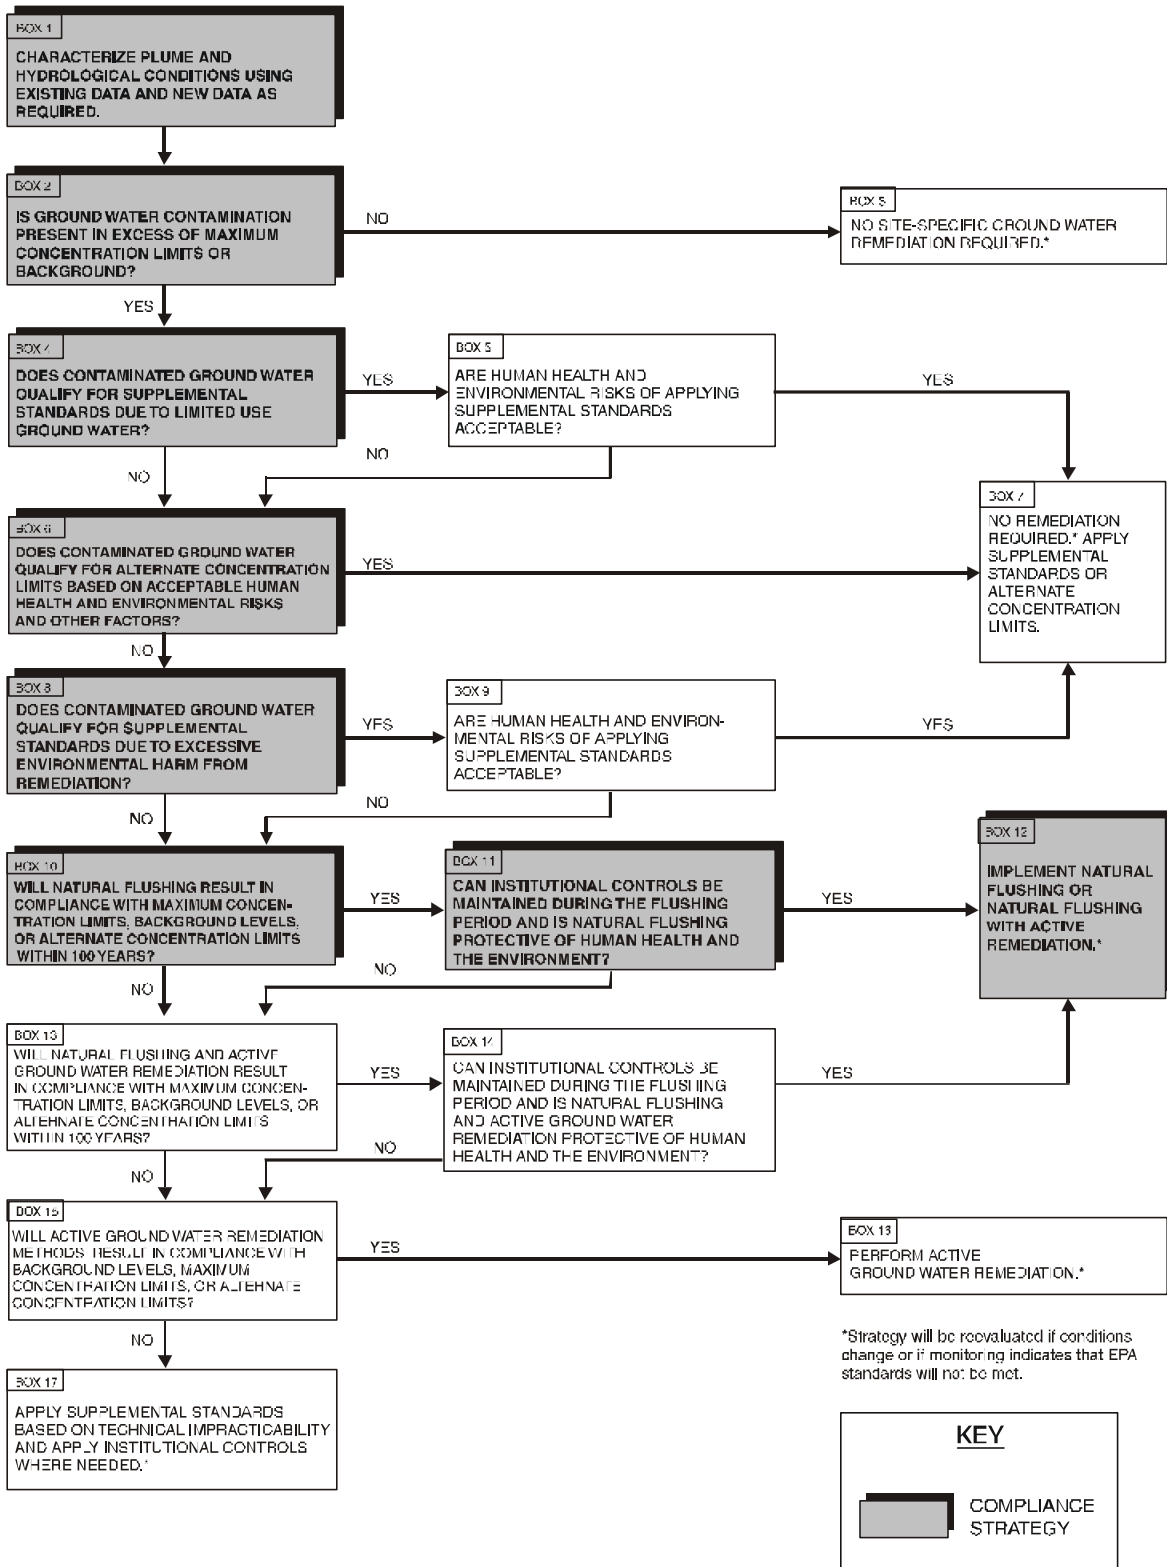 BOX 1
CHARACTERIZE PLUME AND
HYDROLOGICAL CONDITIONS USING
EXISTING DATA AND NEW DATA AS
REQUIRED.
BOX 2
IS GROUND WATER CONTAMINATION
PRESENT IN EXCESS OF MAXIMUM
CONCENTRATION LIMITS OR
BACKGROUND?
NO
BOX 3
NO SITE-SPECIFIC GROUND WATER
REMEDIATION REQUIRED.*
YES
BOX 4
DOES CONTAMINATED GROUND WATER
QUALIFY FOR SUPPLEMENTAL
STANDARDS DUE TO LIMITED USE
GROUND WATER?
YES
BOX 5
ARE HUMAN HEALTH AND
ENVIRONMENTAL RISKS OF APPLYING
SUPPLEMENTAL STANDARDS
ACCEPTABLE?
YES
NO
NO
BOX 6
DOES CONTAMINATED GROUND WATER
QUALIFY FOR ALTERNATE CONCENTRATION
LIMITS BASED ON ACCEPTABLE HUMAN
HEALTH AND ENVIRONMENTAL RISKS
AND OTHER FACTORS?
YES
BOX 7
NO REMEDIATION
REQUIRED.* APPLY
SUPPLEMENTAL
STANDARDS OR
ALTERNATE
CONCENTRATION
LIMITS.
NO
BOX 8
DOES CONTAMINATED GROUND WATER
QUALIFY FOR SUPPLEMENTAL
STANDARDS DUE TO EXCESSIVE
ENVIRONMENTAL HARM FROM
REMEDIATION?
YES
BOX 9
ARE HUMAN HEALTH AND ENVIRON-
MENTAL RISKS OF APPLYING
SUPPLEMENTAL STANDARDS
ACCEPTABLE?
YES
NO
NO
BOX 10
WILL NATURAL FLUSHING RESULT IN
COMPLIANCE WITH MAXIMUM CONCEN-
TRATION LIMITS, BACKGROUND LEVELS,
OR ALTERNATE CONCENTRATION LIMITS
WITHIN 100 YEARS?
YES
BOX 11
CAN INSTITUTIONAL CONTROLS BE
MAINTAINED DURING THE FLUSHING
PERIOD AND IS NATURAL FLUSHING
PROTECTIVE OF HUMAN HEALTH AND
THE ENVIRONMENT?
YES
BOX 12
IMPLEMENT NATURAL
FLUSHING OR
NATURAL FLUSHING
WITH ACTIVE
REMEDIATION.*
NO
NO
BOX 13
WILL NATURAL FLUSHING AND ACTIVE
GROUND WATER REMEDIATION RESULT
IN COMPLIANCE WITH MAXIMUM CONCEN-
TRATION LIMITS, BACKGROUND LEVELS, OR
ALTERNATE CONCENTRATION LIMITS
WITHIN 100 YEARS?
YES
BOX 14
CAN INSTITUTIONAL CONTROLS BE
MAINTAINED DURING THE FLUSHING
PERIOD AND IS NATURAL FLUSHING
AND ACTIVE GROUND WATER
REMEDIATION PROTECTIVE OF HUMAN
HEALTH AND THE ENVIRONMENT?
YES
NO
NO
BOX 15
WILL ACTIVE GROUND WATER REMEDIATION
METHODS RESULT IN COMPLIANCE WITH
BACKGROUND LEVELS, MAXIMUM
CONCENTRATION LIMITS, OR ALTERNATE
CONCENTRATION LIMITS?
YES
BOX
PERFORM ACTIVE
GROUND WATER REMEDIATION.*
NO
BOX 17
APPLY SUPPLEMENTAL STANDARDS
BASED ON TECHNICAL IMPRACTICABILITY
AND APPLY INSTITUTIONAL CONTROLS
WHERE NEEDED.*
*Strategy will be reevaluated if conditions
change or if monitoring indicates that EPA
standards will not be met.
KEY
COMPLIANCE
STRATEGY